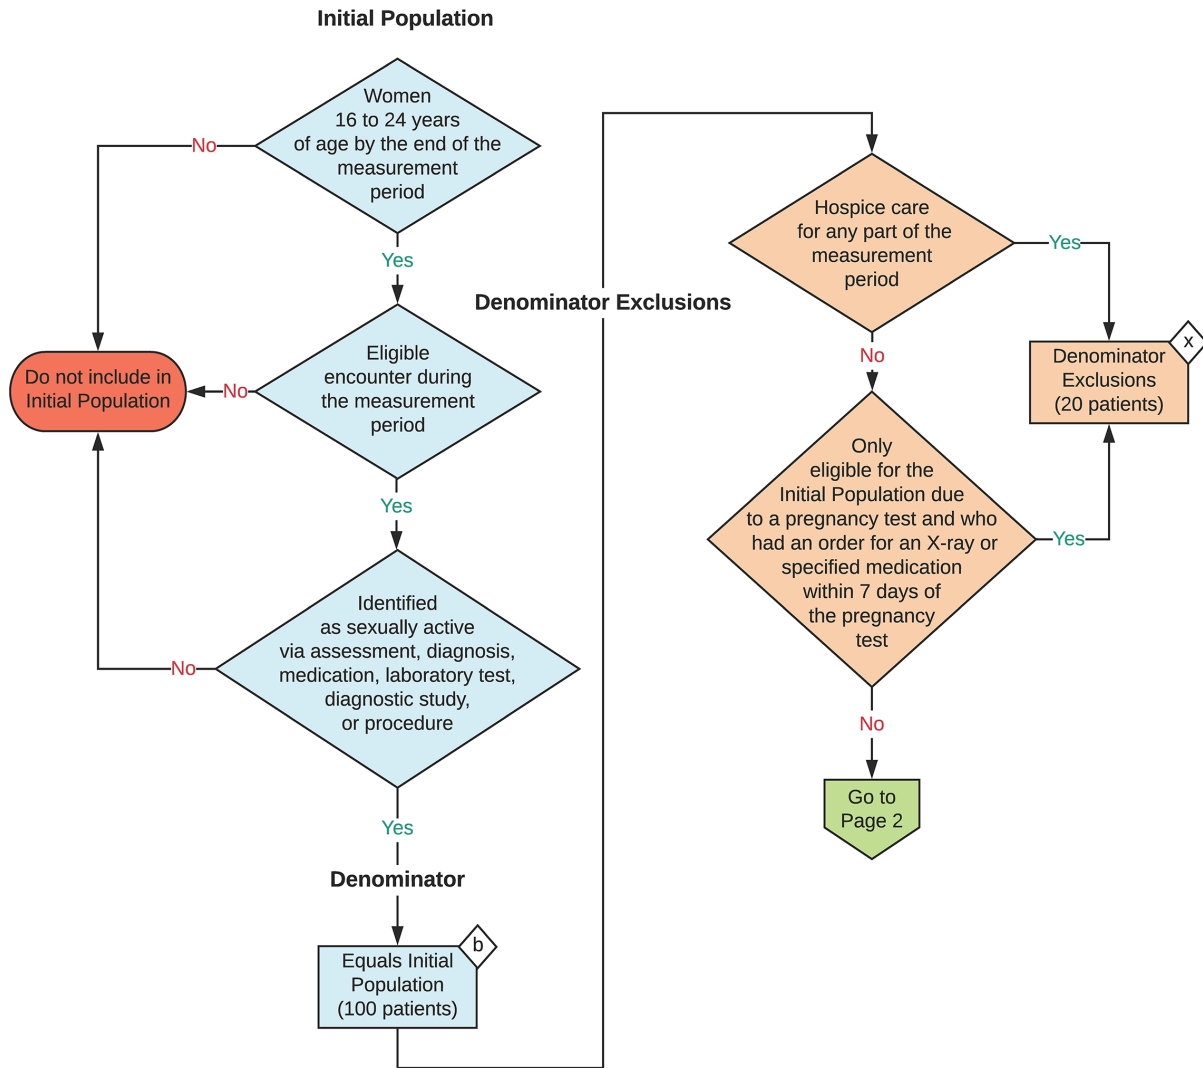 Initial Population
Women
16 to 24 years
of age by the end of the
measurement
period
No
Yes
Eligible
encounter during
the measurement
period
Do not include in
Initial Population
No
Yes
Identified
as sexually active
via assessment, diagnosis,
medication, laboratory test,
diagnostic study,
or procedure
No
Yes
Denominator
b
Equals Initial
Population
(100 patients)
Denominator Exclusions
Hospice care
for any part of the
measurement
period
Yes
No
x
Denominator
Exclusions
(20 patients)
Only
eligible for the
Initial Population due
to a pregnancy test and who
had an order for an X-ray or
specified medication
within 7 days of
the pregnancy
test
Yes
No
Go to
Page 2